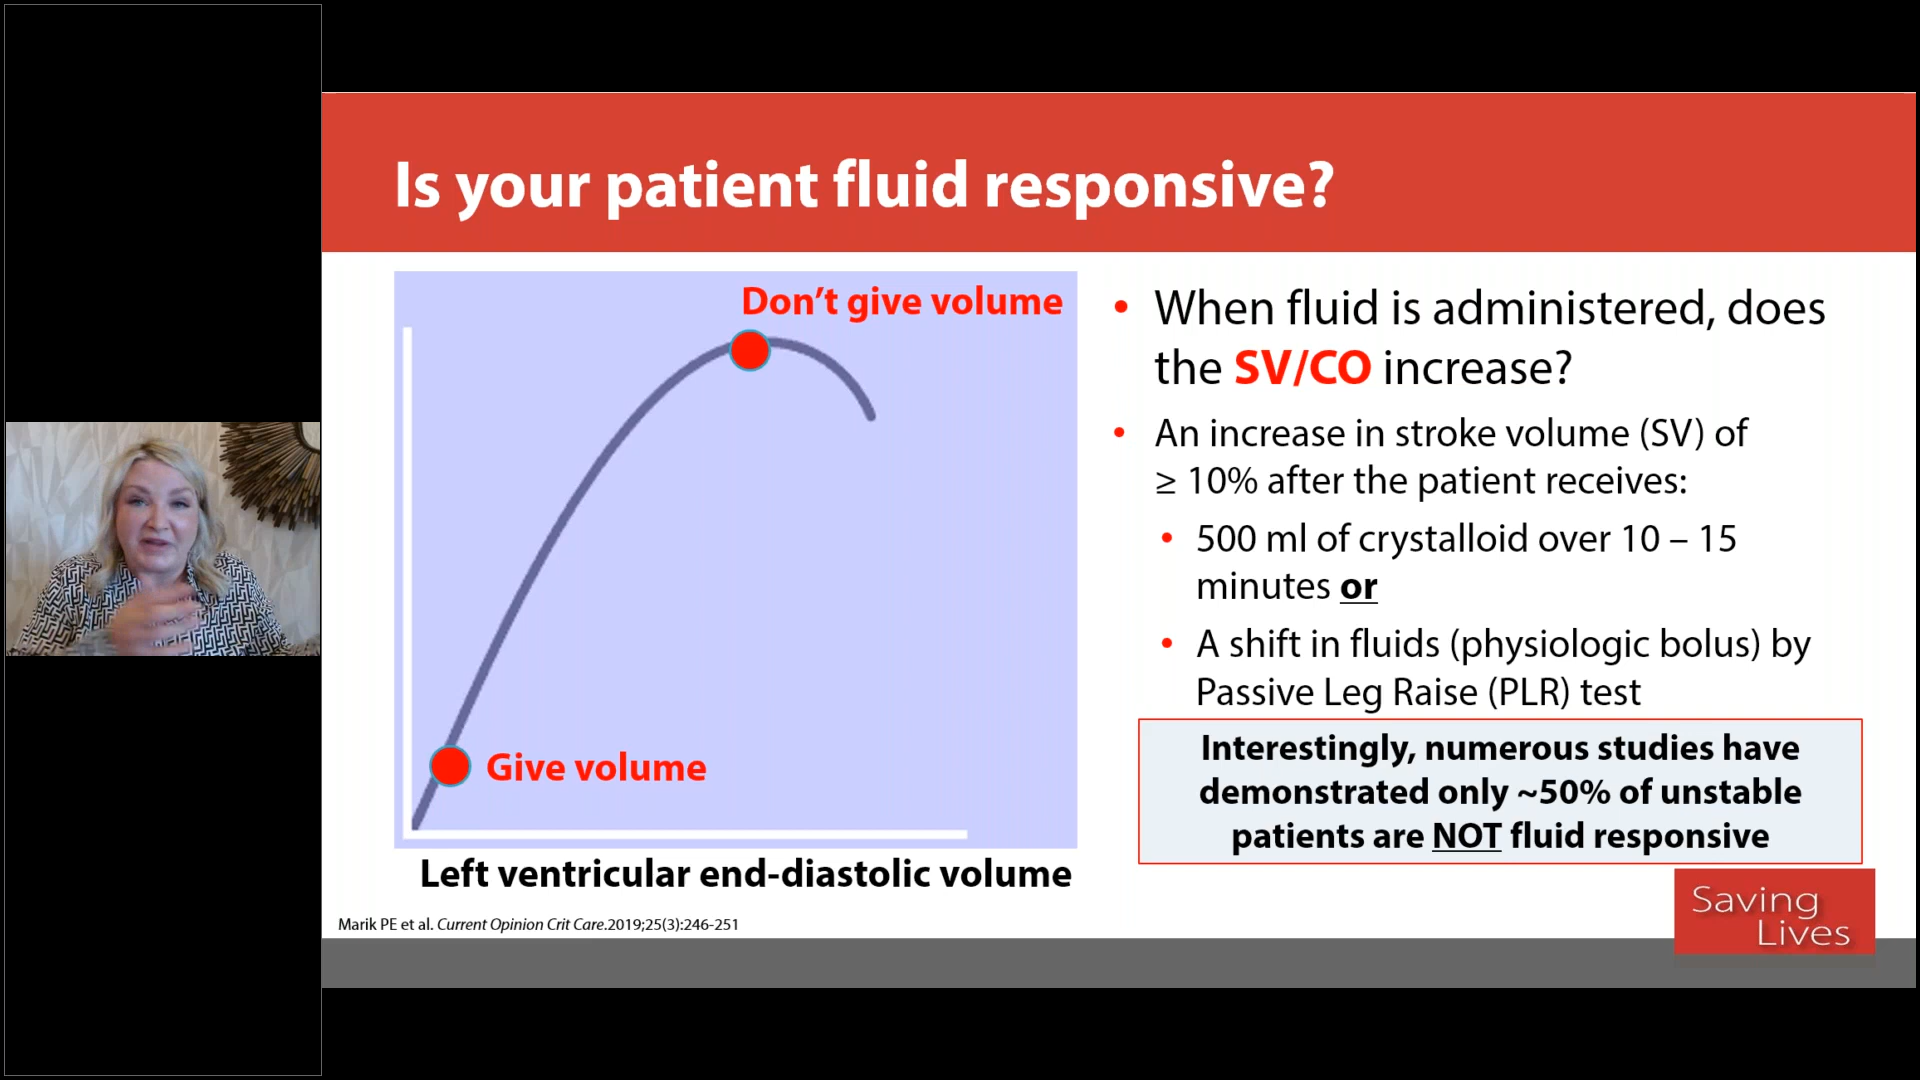 Is your patient fluid responsive?
Don’t give volume
Give volume
Left ventricular end-diastolic volume
• When fluid is administered, does
the SV/CO increase?
• An increase in stroke volume (SV) of
≥ 10% after the patient receives:
• 500 ml of crystalloid over 10 – 15
minutes or
• A shift in fluids (physiologic bolus) by
Passive Leg Raise (PLR) test
Interestingly, numerous studies have
demonstrated only ~50% of unstable
patients are NOT fluid responsive
Marik PE et al. Current Opinion Crit Care.2019;25(3):246-251
Saving
Lives